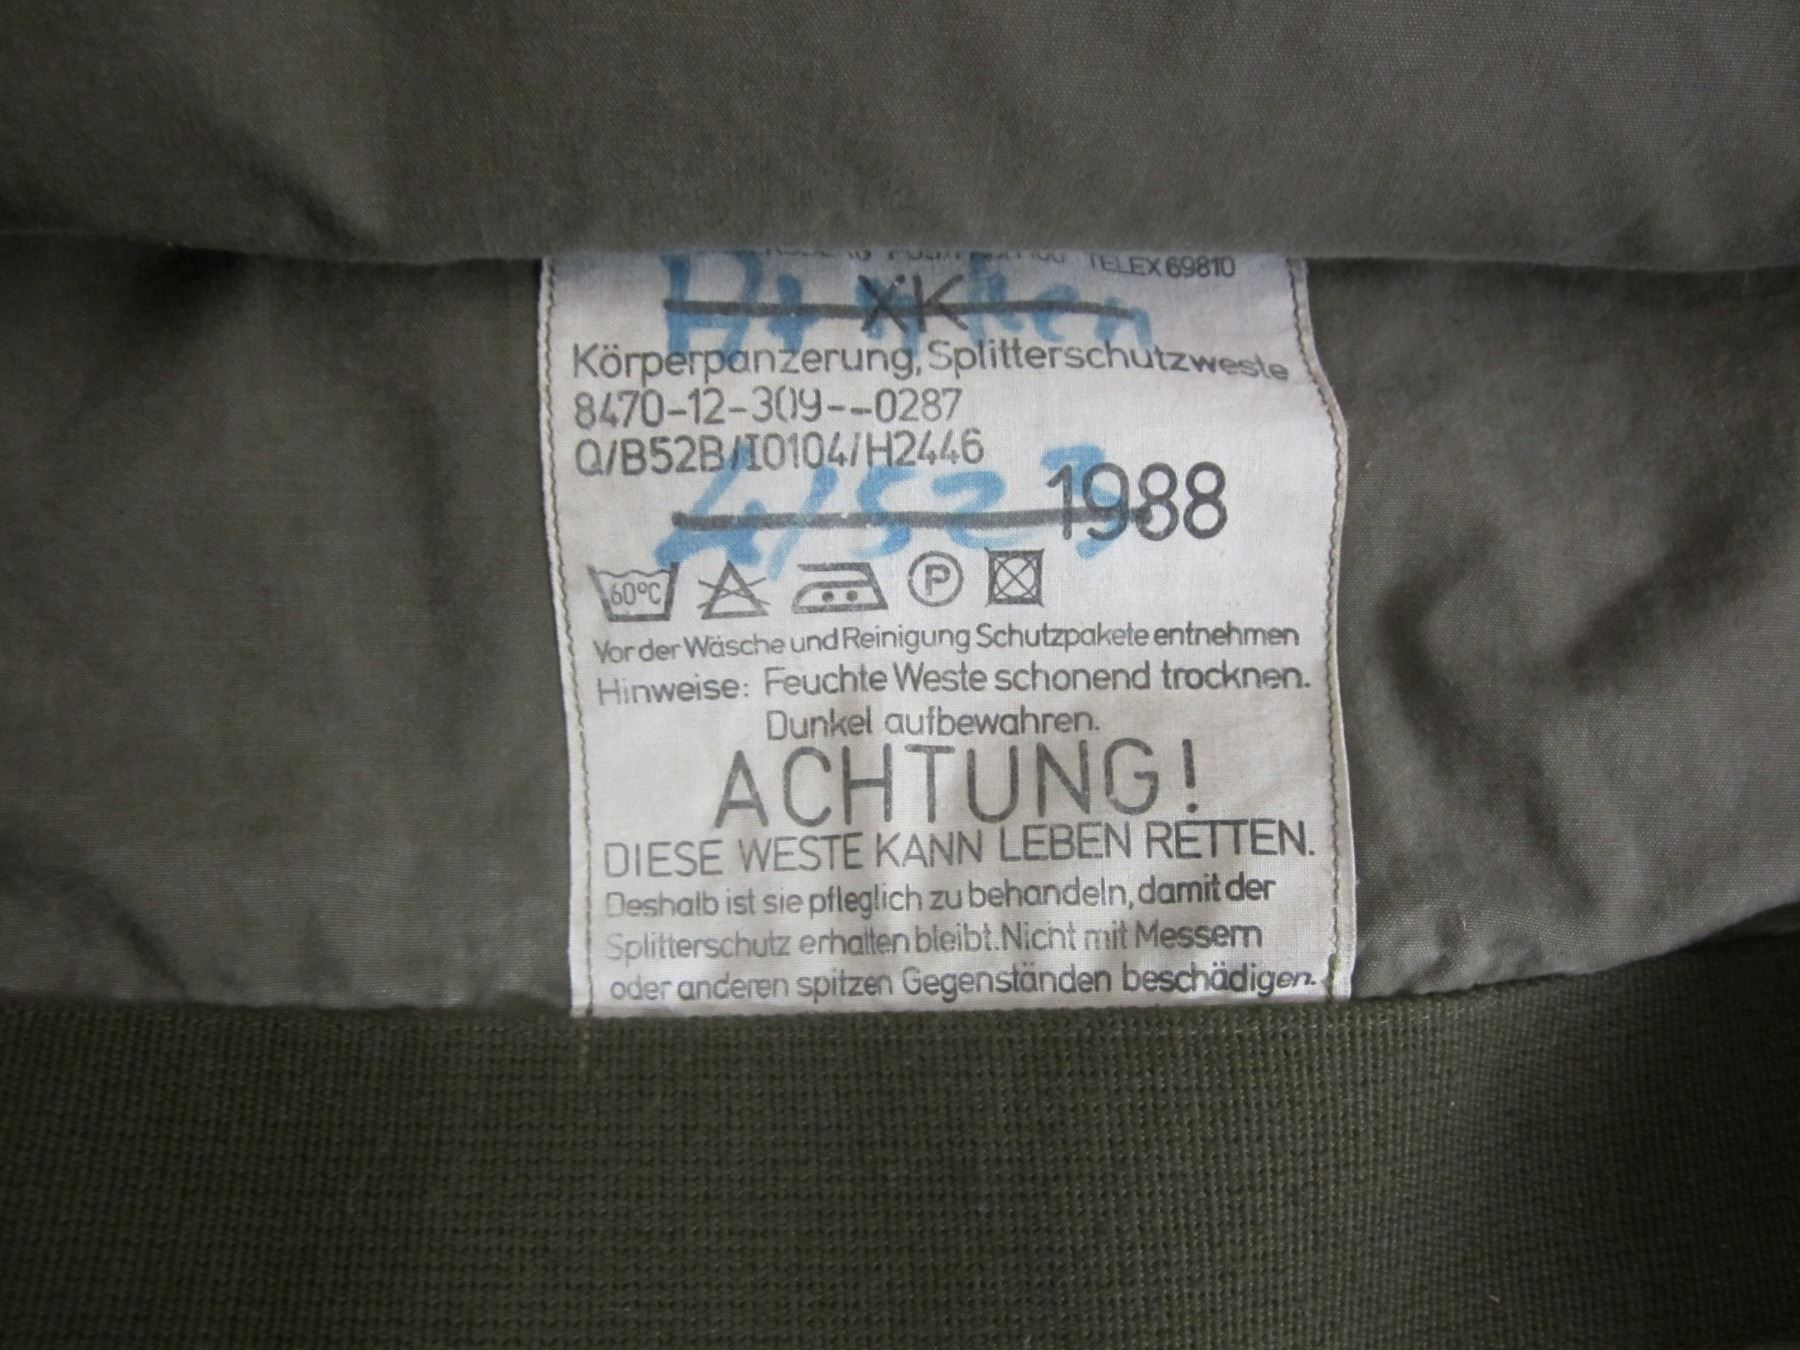 TELEX 69810
XK
Körperpanzerung, Splitterschutzweste
8470-12-309--0287
Q/B52B/I0104/H2446
4/52
1988
60°C P
Vor der Wäsche und Reinigung Schutzpakete entnehmen
Hinweise: Feuchte Weste schonend trocknen.
Dunkel aufbewahren.
ACHTUNG!
DIESE WESTE KANN LEBEN RETTEN.
Deshalb ist sie pfleglich zu behandeln, damit der
Splitterschutz erhalten bleibt. Nicht mit Messern
oder anderen spitzen Gegenständen beschädigen.